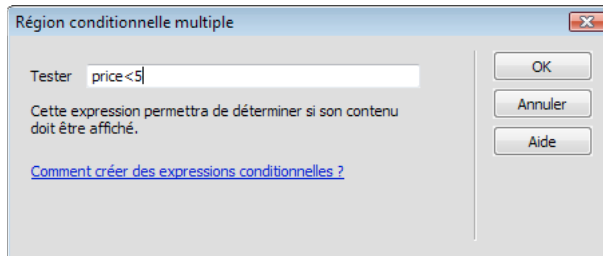 Région conditionnelle multiple
Tester price<5
OK
Cette expression permettra de déterminer si son contenu
doit être affiché.
Annuler
Aide
Comment créer des expressions conditionnelles ?